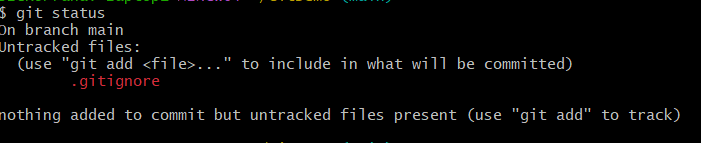 $ git status
On branch main
Untracked files:
  (use "git add <file>..." to include in what will be committed)
        .gitignore

nothing added to commit but untracked files present (use "git add" to track)